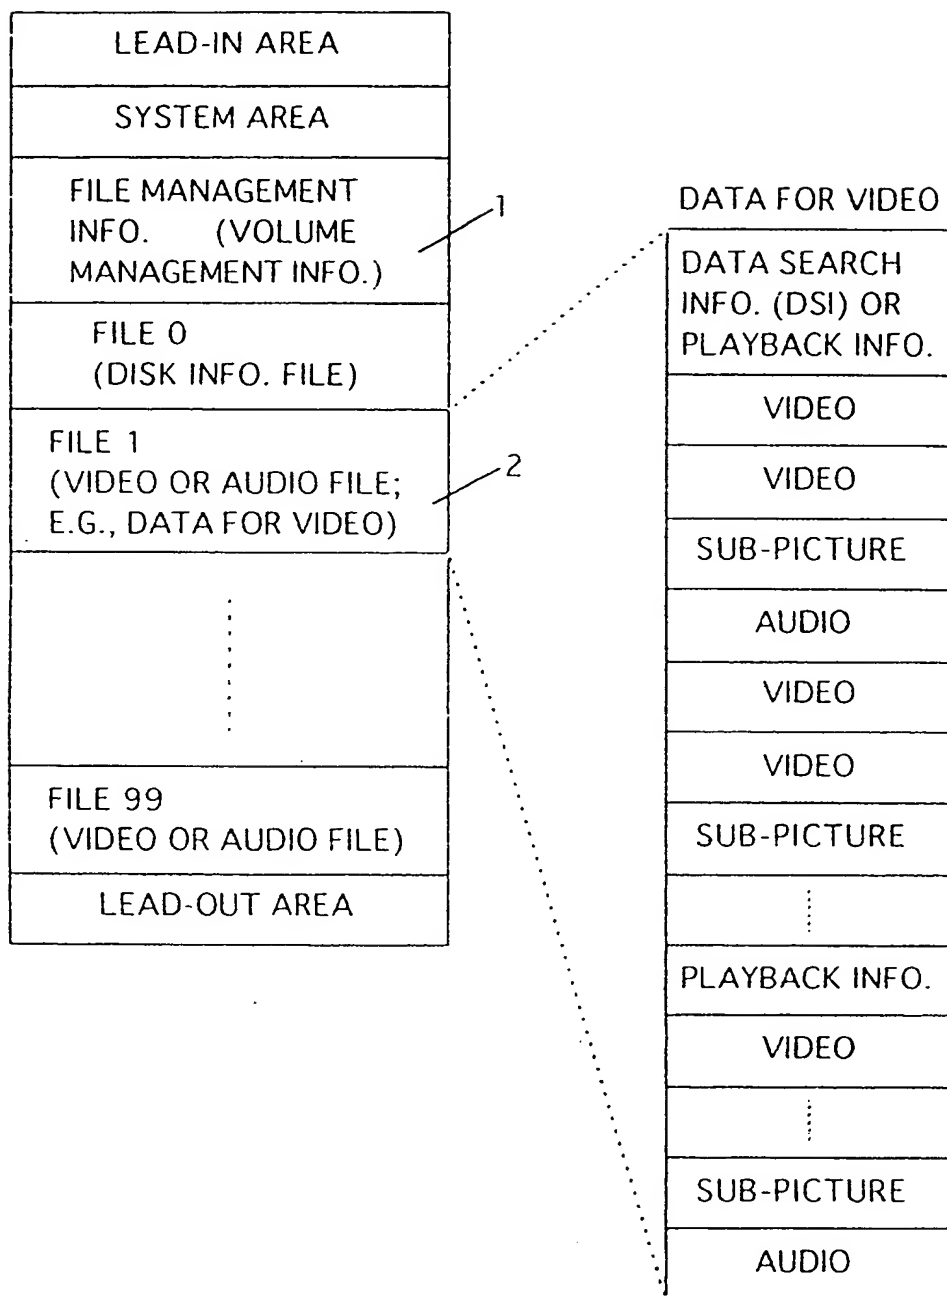 LEAD-IN AREA
SYSTEM AREA
FILE MANAGEMENT
INFO. (VOLUME
MANAGEMENT INFO.)
1
FILE 0
(DISK INFO. FILE)
FILE 1
(VIDEO OR AUDIO FILE;
E.G., DATA FOR VIDEO)
2
FILE 99
(VIDEO OR AUDIO FILE)
LEAD-OUT AREA
DATA FOR VIDEO
DATA SEARCH
INFO. (DSI) OR
PLAYBACK INFO.
VIDEO
VIDEO
SUB-PICTURE
AUDIO
VIDEO
VIDEO
SUB-PICTURE
PLAYBACK INFO.
VIDEO
SUB-PICTURE
AUDIO